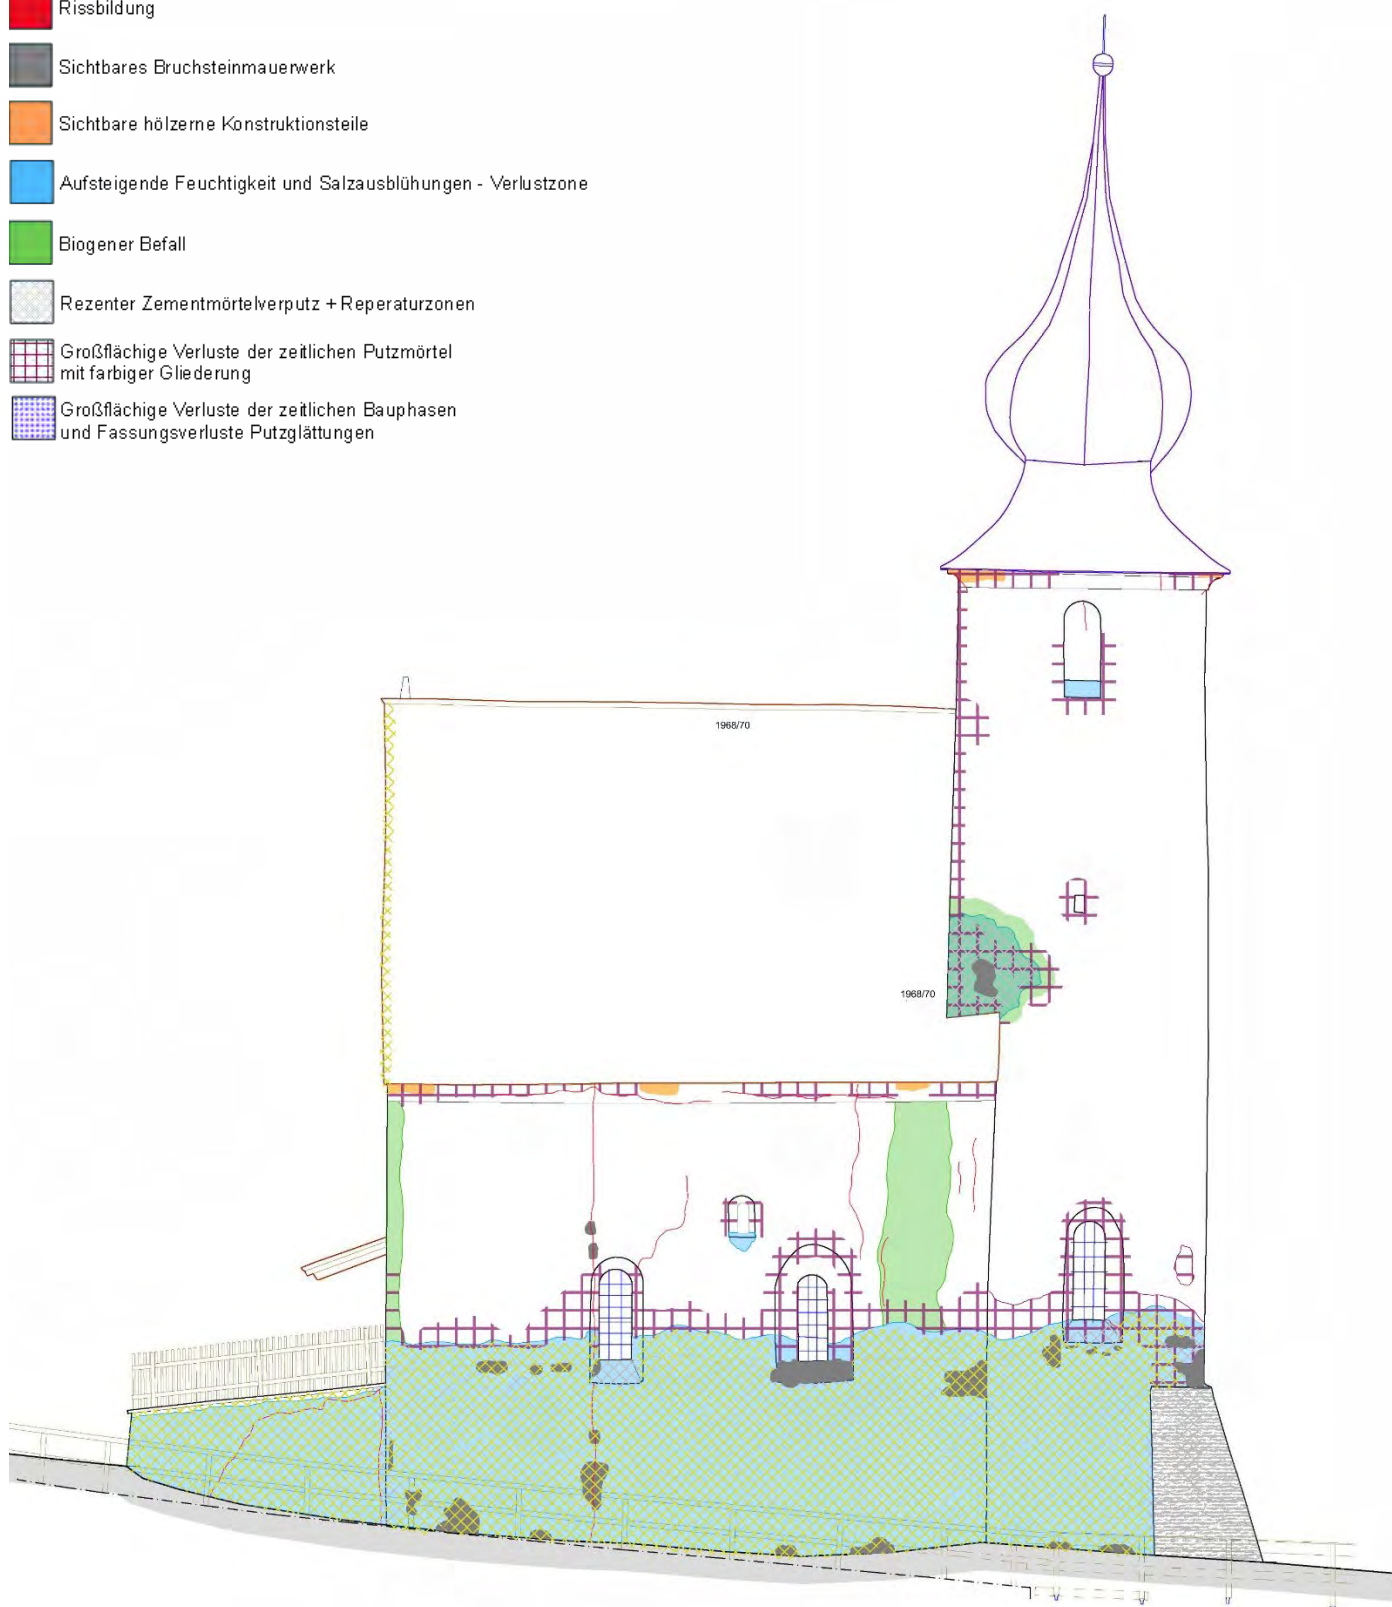 Rissbildung
Sichtbares Bruchsteinmauerwerk
Sichtbare hölzerne Konstruktionsteile
Aufsteigende Feuchtigkeit und Salzausblühungen - Verlustzone
Biogener Befall
Rezenter Zementmörtelverputz + Reperaturzonen
Großflächige Verluste der zeitlichen Putzmörtel
mit farbiger Gliederung
Großflächige Verluste der zeitlichen Bauphasen
und Fassungsverluste Putzglättungen
1968/70
1968/70